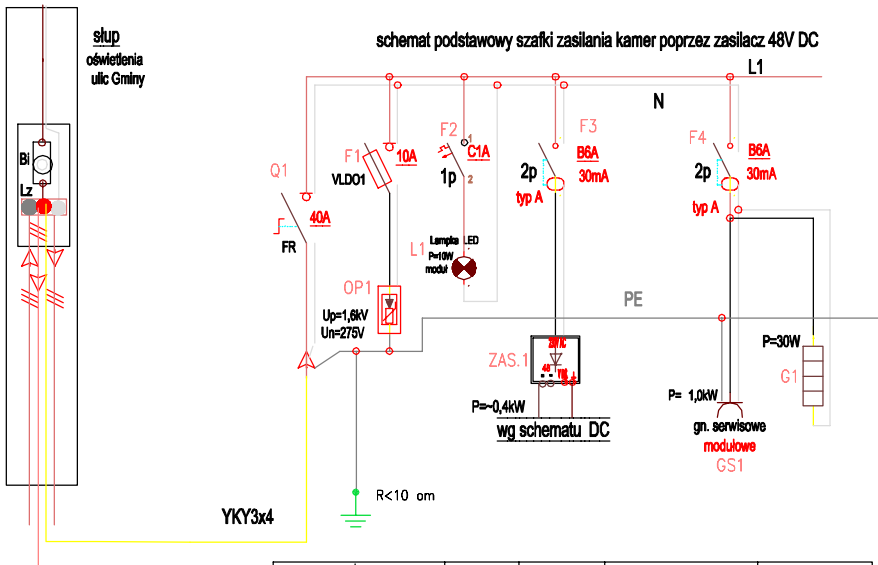 słup
oświetlenia
ulic Gminy
schemat podstawowy szafki zasilania kamer poprzez zasilacz 48V DC
L1
N
Bi
Lz
Q1
40A
FR
F1
10A
VLDO1
F2
1
C1A
1p
2
F3
B6A
2p
30mA
typ A
F4
B6A
2p
30mA
typ A
Lampka LED
P=10W
moduł
L1
OP1
Up=1,6kV
Un=275V
PE
ZAS.1
P=~0,4kW
wg schematu DC
P= 1,0kW
gn. serwisowe
modułowe
GS1
P=30W
G1
R<10 om
YKY3x4